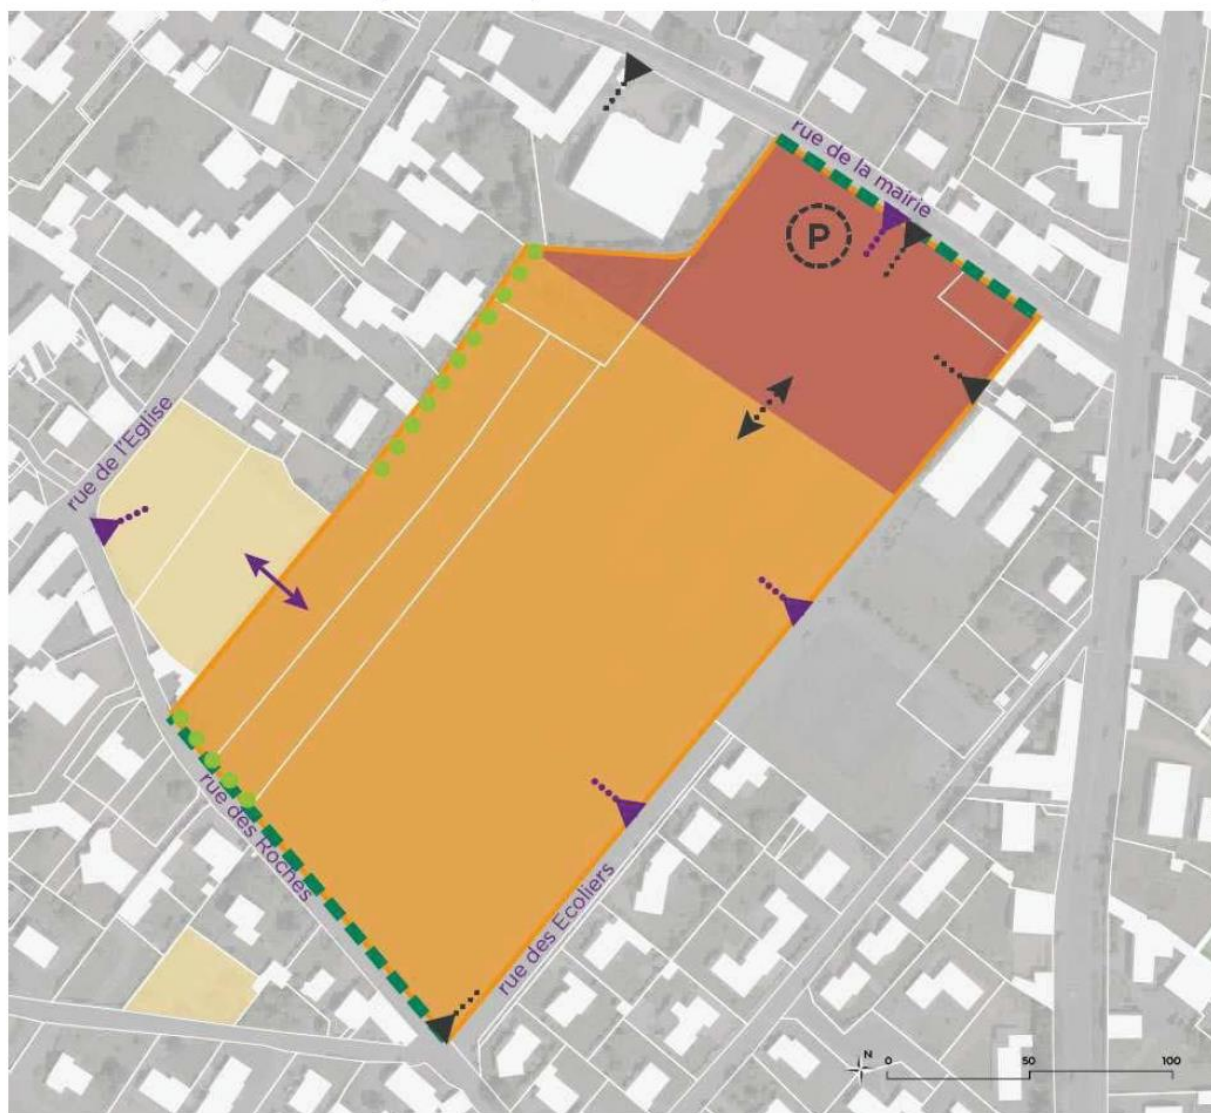 rue de la mairie
P
rue de l'Eglise
rue des Roches
rue des Ecoliers
N
0 50 100